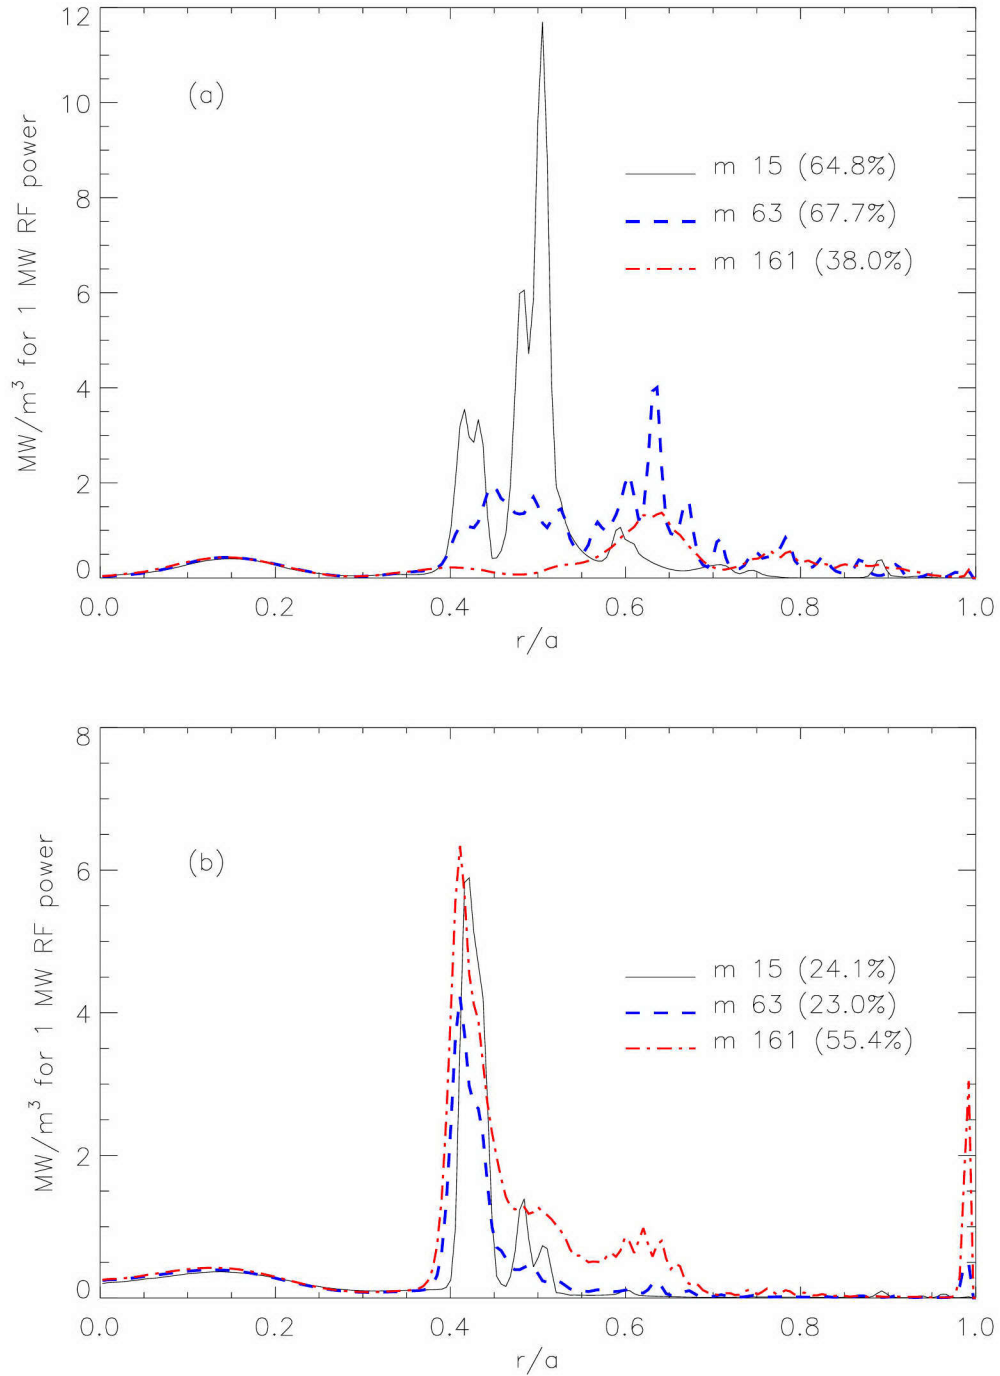 12
10
8
6
4
2
0
MW/m³ for 1 MW RF power
(a)
m 15 (64.8%)
m 63 (67.7%)
m 161 (38.0%)
0.0 0.2 0.4 0.6 0.8 1.0
r/a
8
6
4
2
0
MW/m³ for 1 MW RF power
(b)
m 15 (24.1%)
m 63 (23.0%)
m 161 (55.4%)
0.0 0.2 0.4 0.6 0.8 1.0
r/a